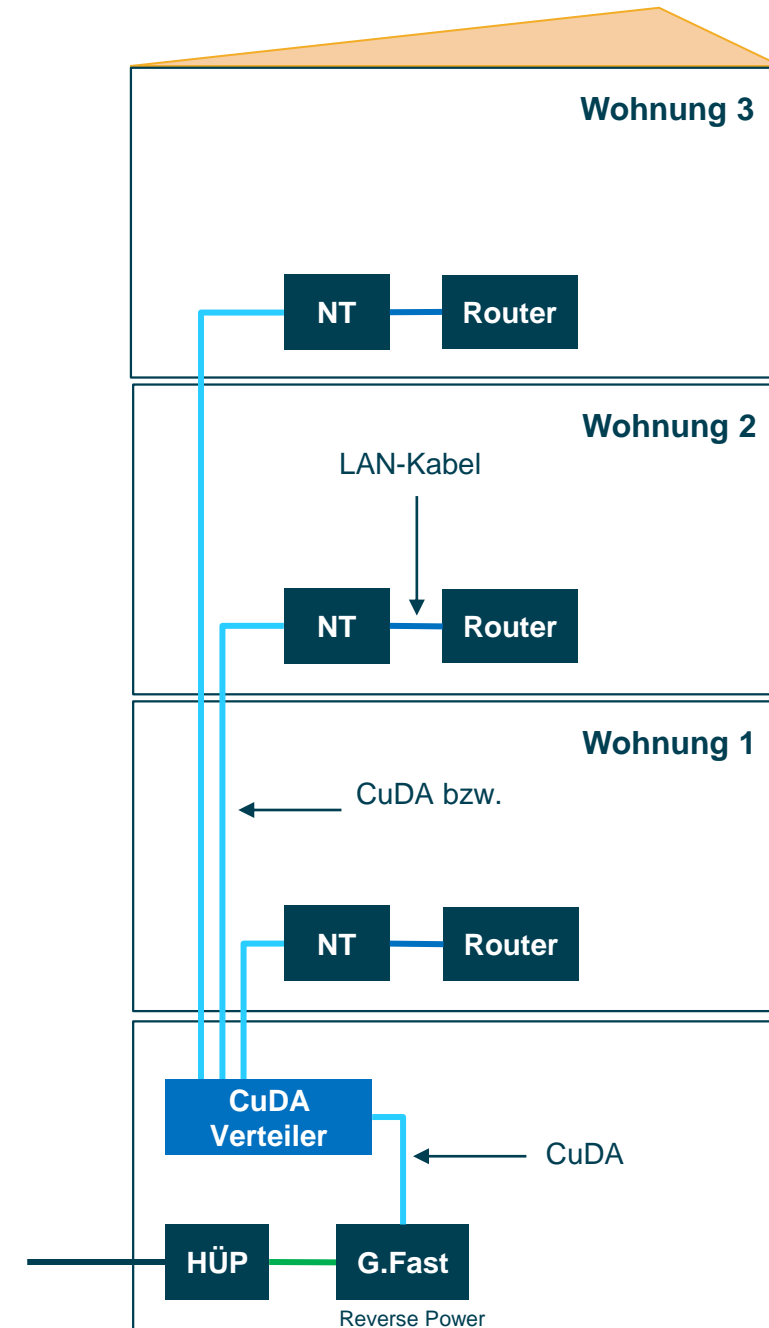 Wohnung 3
NT
Router
Wohnung 2
LAN-Kabel
NT
Router
Wohnung 1
CuDA bzw.
NT
Router
CuDA
Verteiler
CuDA
HÜP
G.Fast
Reverse Power